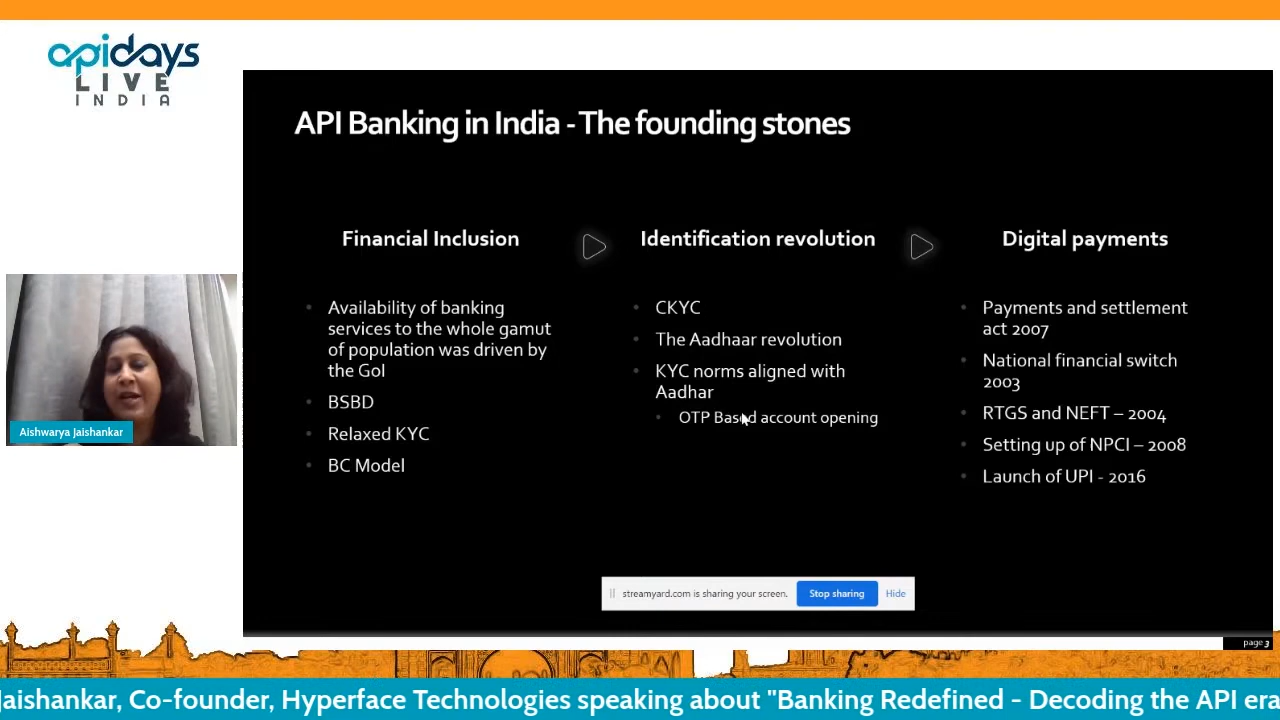 apidays
LIVE
INDIA
API Banking in India - The founding stones
Financial Inclusion
Availability of banking
services to the whole gamut
of population was driven by
the GoI
BSBD
Relaxed KYC
BC Model
Identification revolution
CKYC
The Aadhaar revolution
KYC norms aligned with
Aadhar
OTP Based account opening
Digital payments
Payments and settlement
act 2007
National financial switch
2003
RTGS and NEFT – 2004
Setting up of NPCI – 2008
Launch of UPI - 2016
Aishwarya Jaishankar
streamyard.com is sharing your screen.
Stop sharing
Hide
page 3
Jaishankar, Co-founder, Hyperface Technologies speaking about "Banking Redefined - Decoding the API era